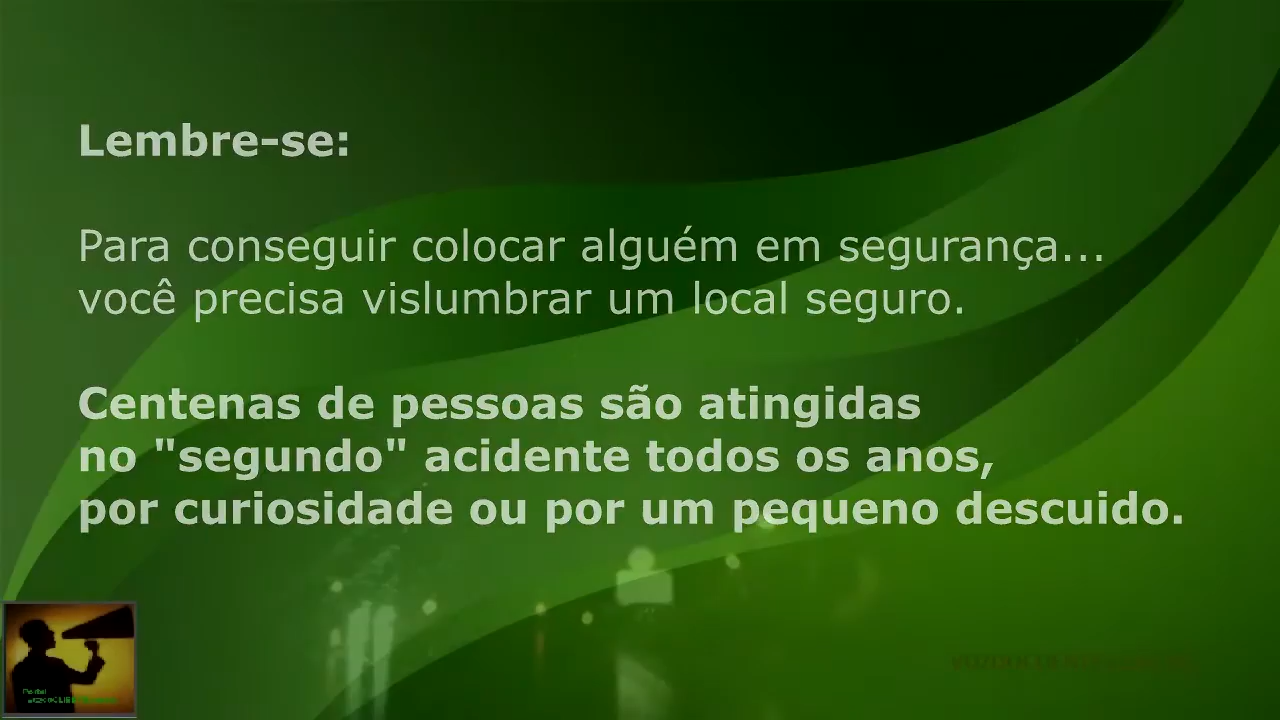 Lembre-se:
Para conseguir colocar alguém em segurança...
você precisa vislumbrar um local seguro.
Centenas de pessoas são atingidas
no "segundo" acidente todos os anos,
por curiosidade ou por um pequeno descuido.
Portal